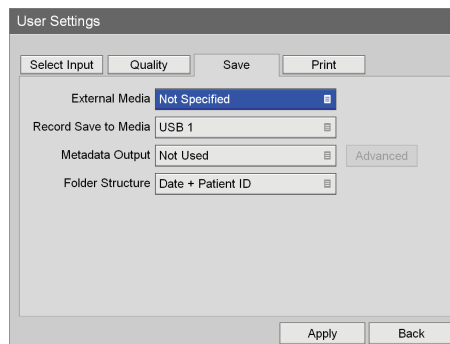 User Settings
Select Input Quality Save Print
External Media Not Specified
Record Save to Media USB 1
Metadata Output Not Used Advanced
Folder Structure Date + Patient ID
Apply Back